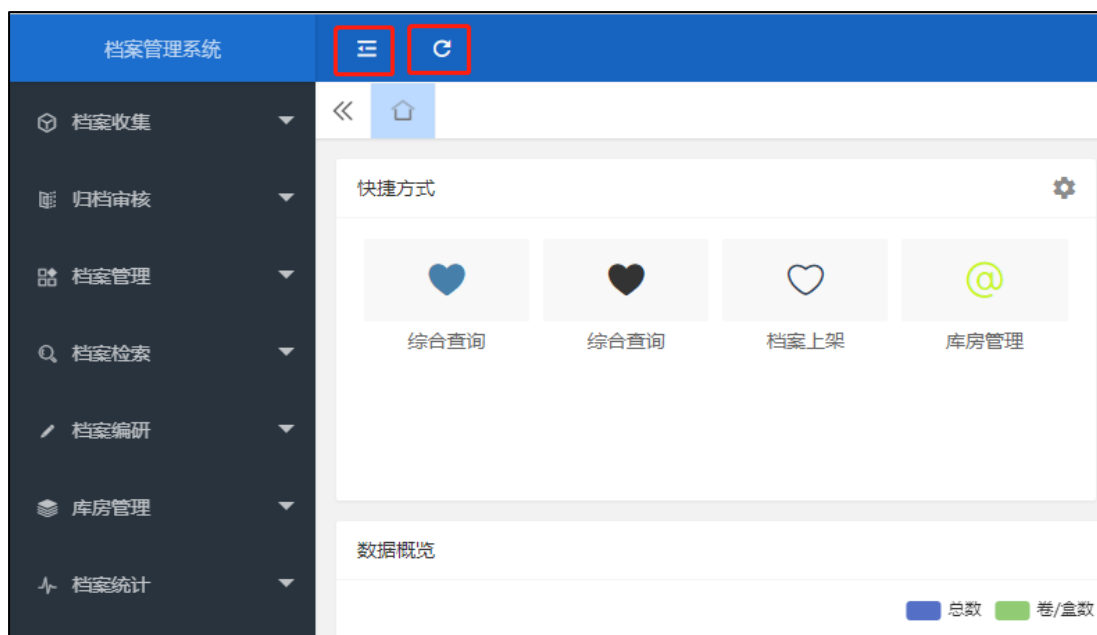 档案管理系统
档案收集
归档审核
档案管理
档案检索
档案编研
库房管理
档案统计
快捷方式
综合查询
综合查询
档案上架
@
库房管理
数据概览
总数 卷/盒数